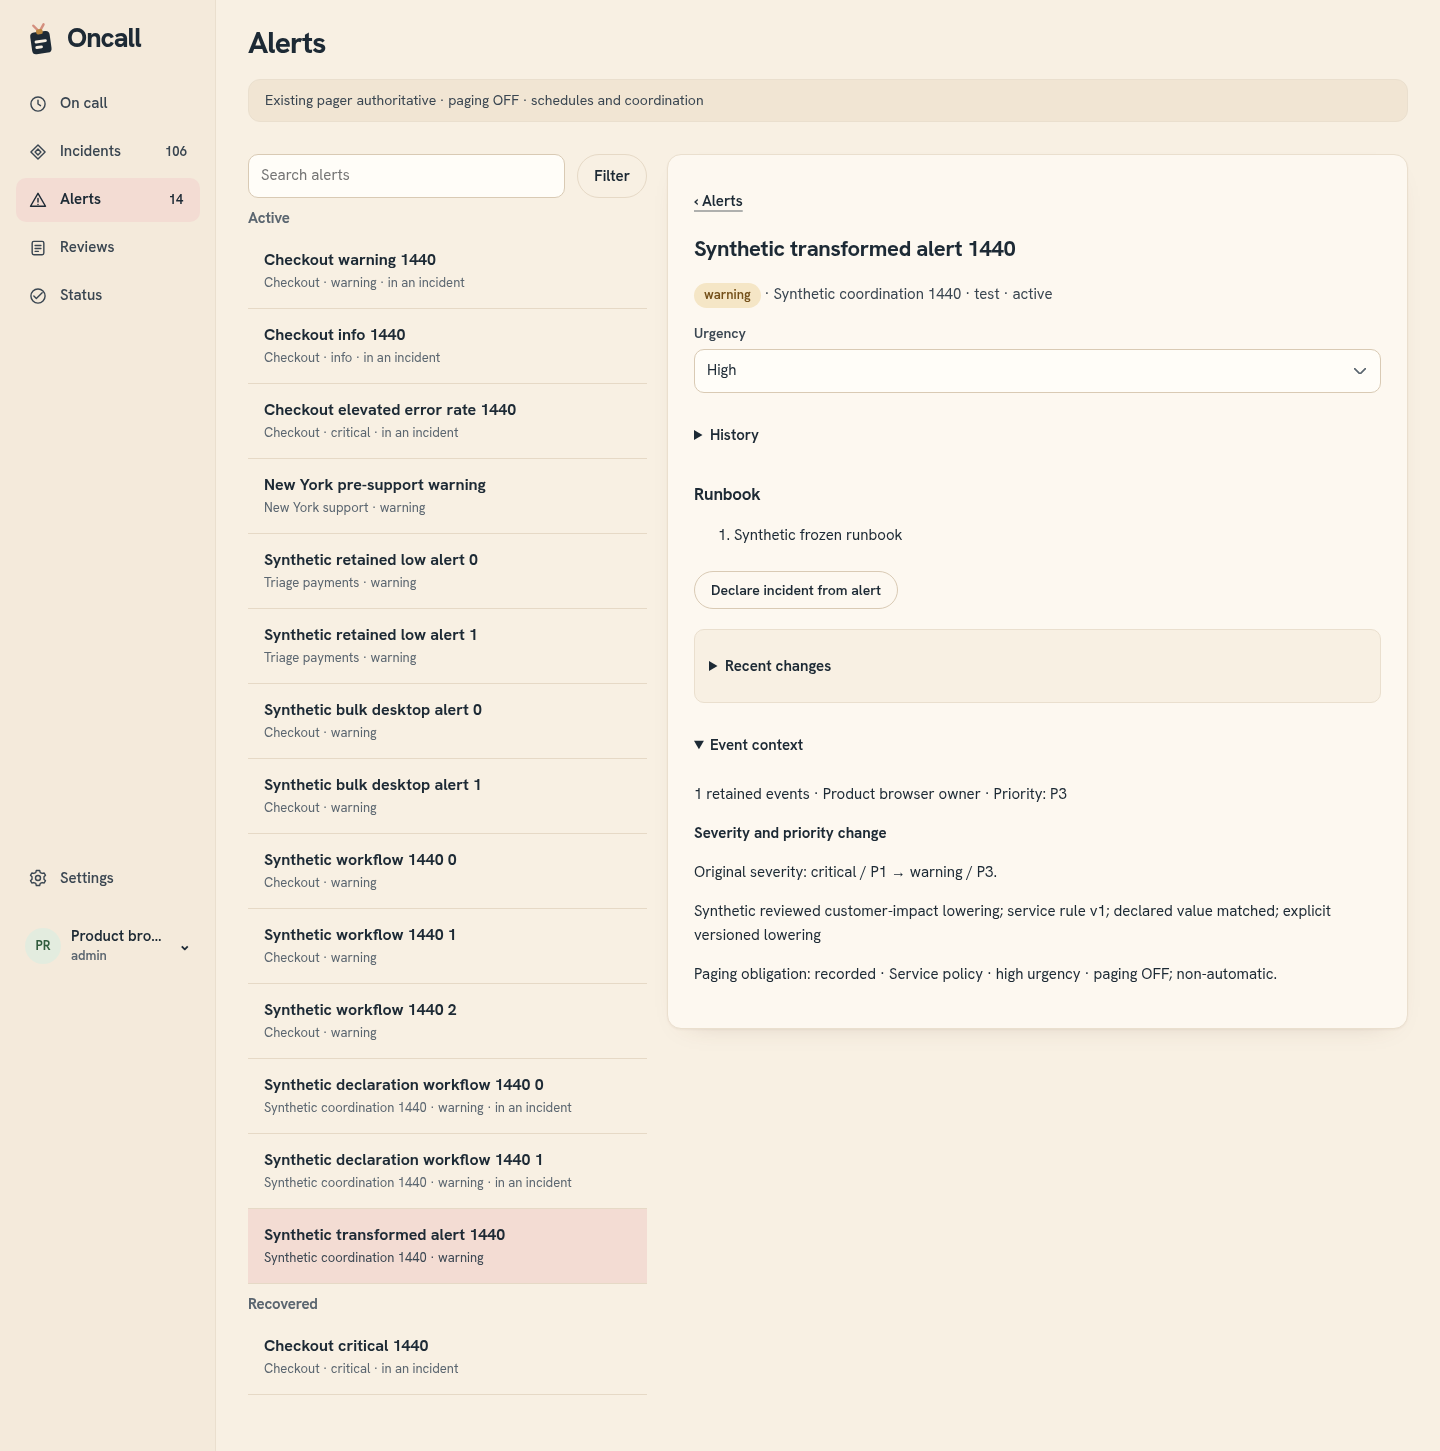 Oncall
On call
Incidents 106
Alerts 14
Reviews
Status
Settings
PR
Product bro...
admin
Alerts
Existing pager authoritative · paging OFF · schedules and coordination
Search alerts
Filter
Active
Checkout warning 1440
Checkout · warning · in an incident
Checkout info 1440
Checkout · info · in an incident
Checkout elevated error rate 1440
Checkout · critical · in an incident
New York pre-support warning
New York support · warning
Synthetic retained low alert 0
Triage payments · warning
Synthetic retained low alert 1
Triage payments · warning
Synthetic bulk desktop alert 0
Checkout · warning
Synthetic bulk desktop alert 1
Checkout · warning
Synthetic workflow 1440 0
Checkout · warning
Synthetic workflow 1440 1
Checkout · warning
Synthetic workflow 1440 2
Checkout · warning
Synthetic declaration workflow 1440 0
Synthetic coordination 1440 · warning · in an incident
Synthetic declaration workflow 1440 1
Synthetic coordination 1440 · warning · in an incident
Synthetic transformed alert 1440
Synthetic coordination 1440 · warning
Recovered
Checkout critical 1440
Checkout · critical · in an incident
‹ Alerts
Synthetic transformed alert 1440
warning · Synthetic coordination 1440 · test · active
Urgency
High
History
Runbook
1. Synthetic frozen runbook
Declare incident from alert
Recent changes
Event context
1 retained events · Product browser owner · Priority: P3
Severity and priority change
Original severity: critical / P1 → warning / P3.
Synthetic reviewed customer-impact lowering; service rule v1; declared value matched; explicit
versioned lowering
Paging obligation: recorded · Service policy · high urgency · paging OFF; non-automatic.